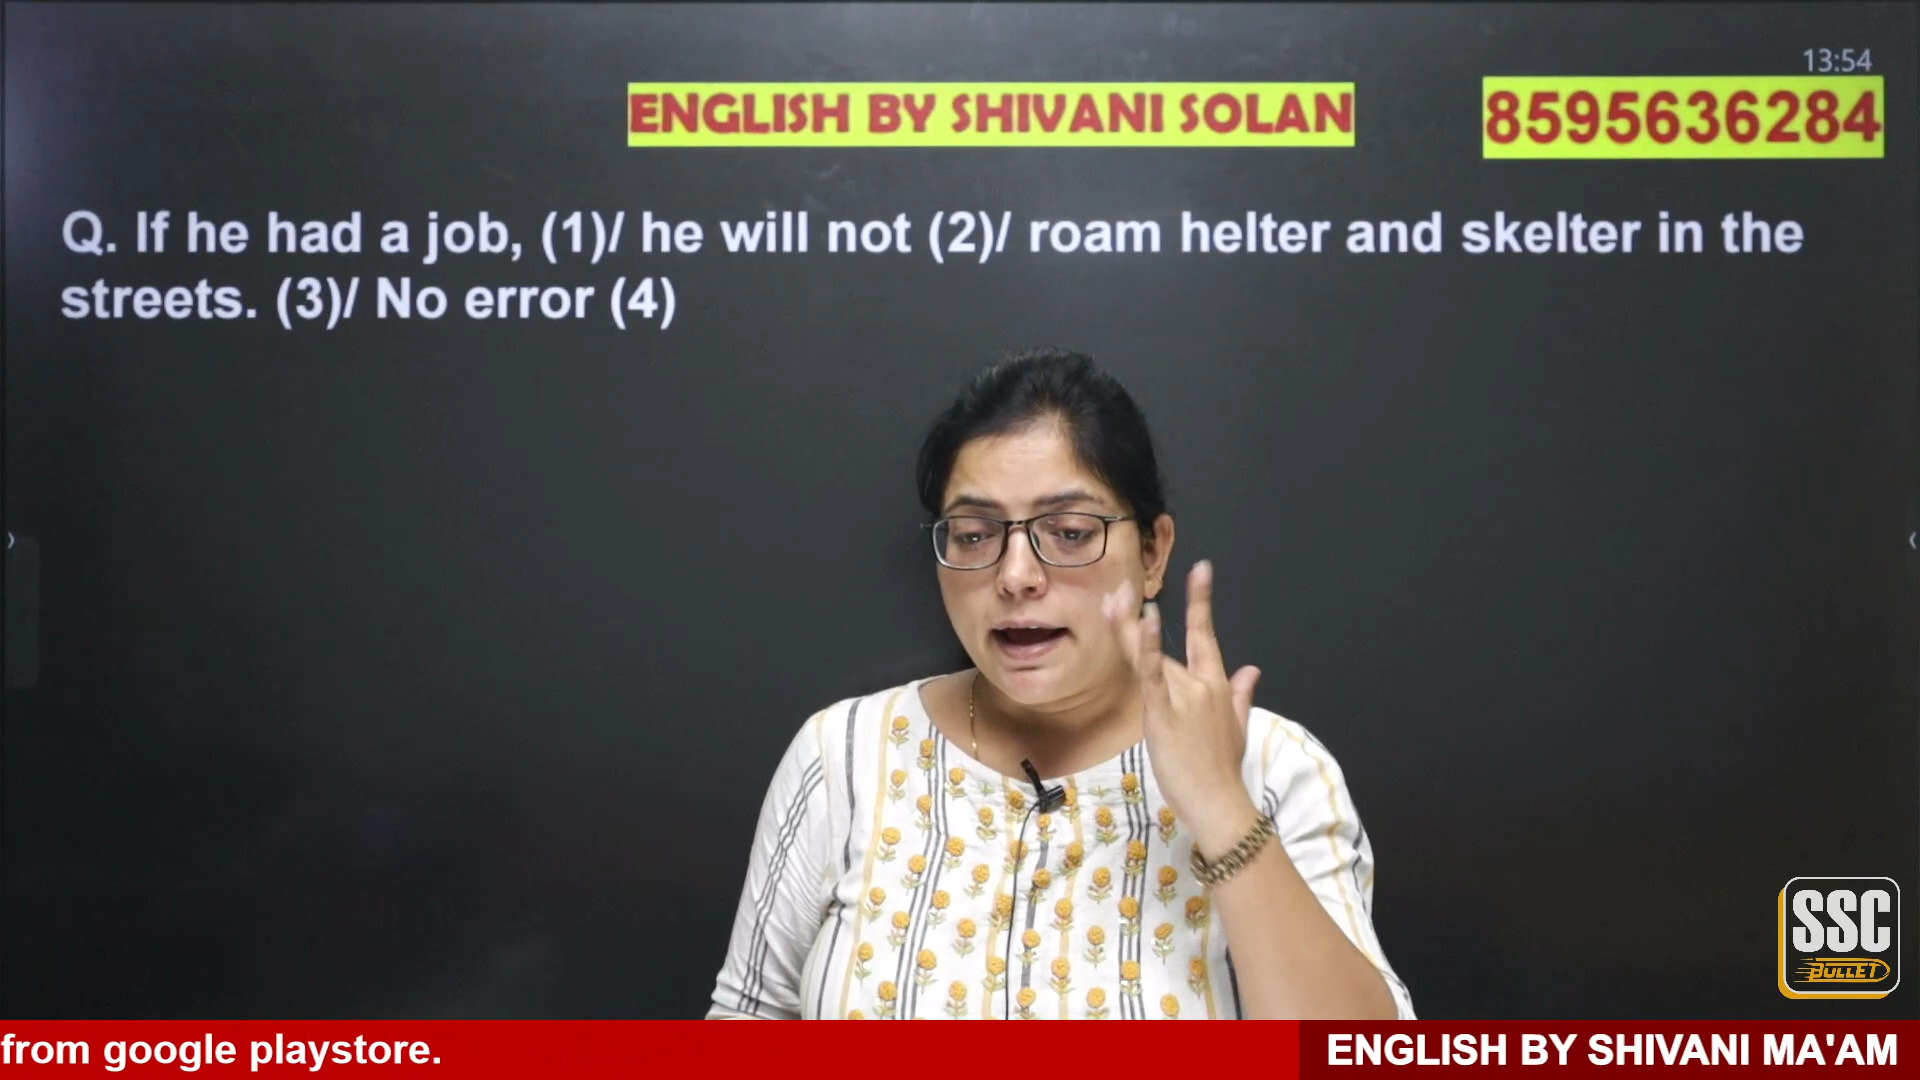 13:54
ENGLISH BY SHIVANI SOLAN
8595636284
Q. If he had a job, (1)/ he will not (2)/ roam helter and skelter in the
streets. (3)/ No error (4)
SSC
BULLET
from google playstore.
ENGLISH BY SHIVANI MA'AM